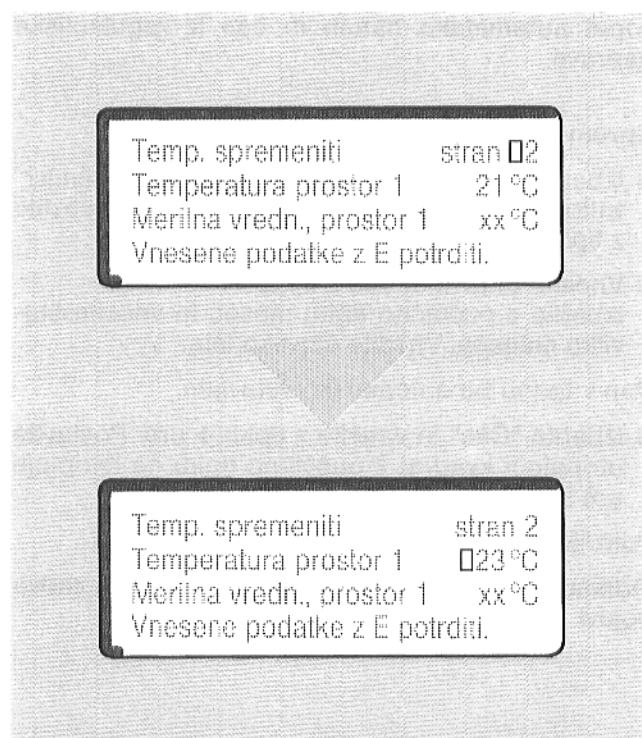 Temp. spremeniti stran 2
Temperatura prostor 1 21 °C
Merilna vredn., prostor 1 xx °C
Vnesene podatke z E potrditi.
Temp. spremeniti stran 2
Temperatura prostor 1 23 °C
Merilna vredn., prostor 1 xx °C
Vnesene podatke z E potrditi.